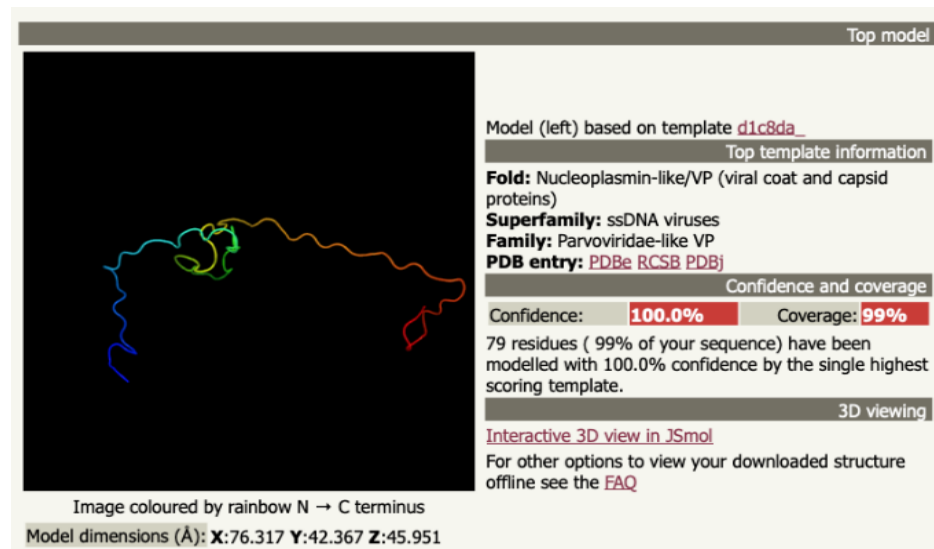 Top model
Model (left) based on template d1c8da_
Top template information
Fold: Nucleoplasmin-like/VP (viral coat and capsid
proteins)
Superfamily: ssDNA viruses
Family: Parvoviridae-like VP
PDB entry: PDBe RCSB PDBj
Confidence and coverage
Confidence: 100.0% Coverage: 99%
79 residues ( 99% of your sequence) have been
modelled with 100.0% confidence by the single highest
scoring template.
3D viewing
Interactive 3D view in JSmol
For other options to view your downloaded structure
offline see the FAQ
Image coloured by rainbow N → C terminus
Model dimensions (Å): X:76.317 Y:42.367 Z:45.951